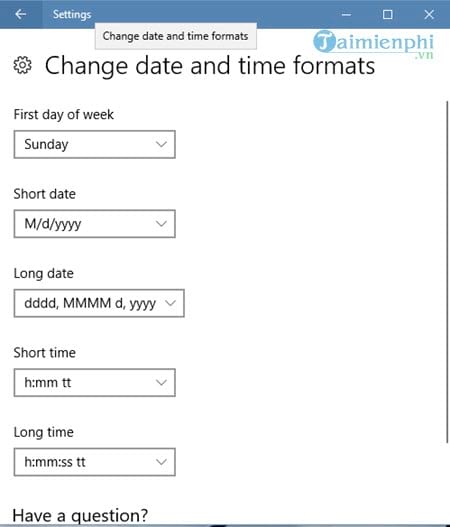 Settings
Change date and time formats
Taimienphi
.vn
Change date and time formats
First day of week
Sunday
Short date
M/d/yyyy
Long date
dddd, MMMM d, yyyy
Short time
h:mm tt
Long time
h:mm:ss tt
Have a question?